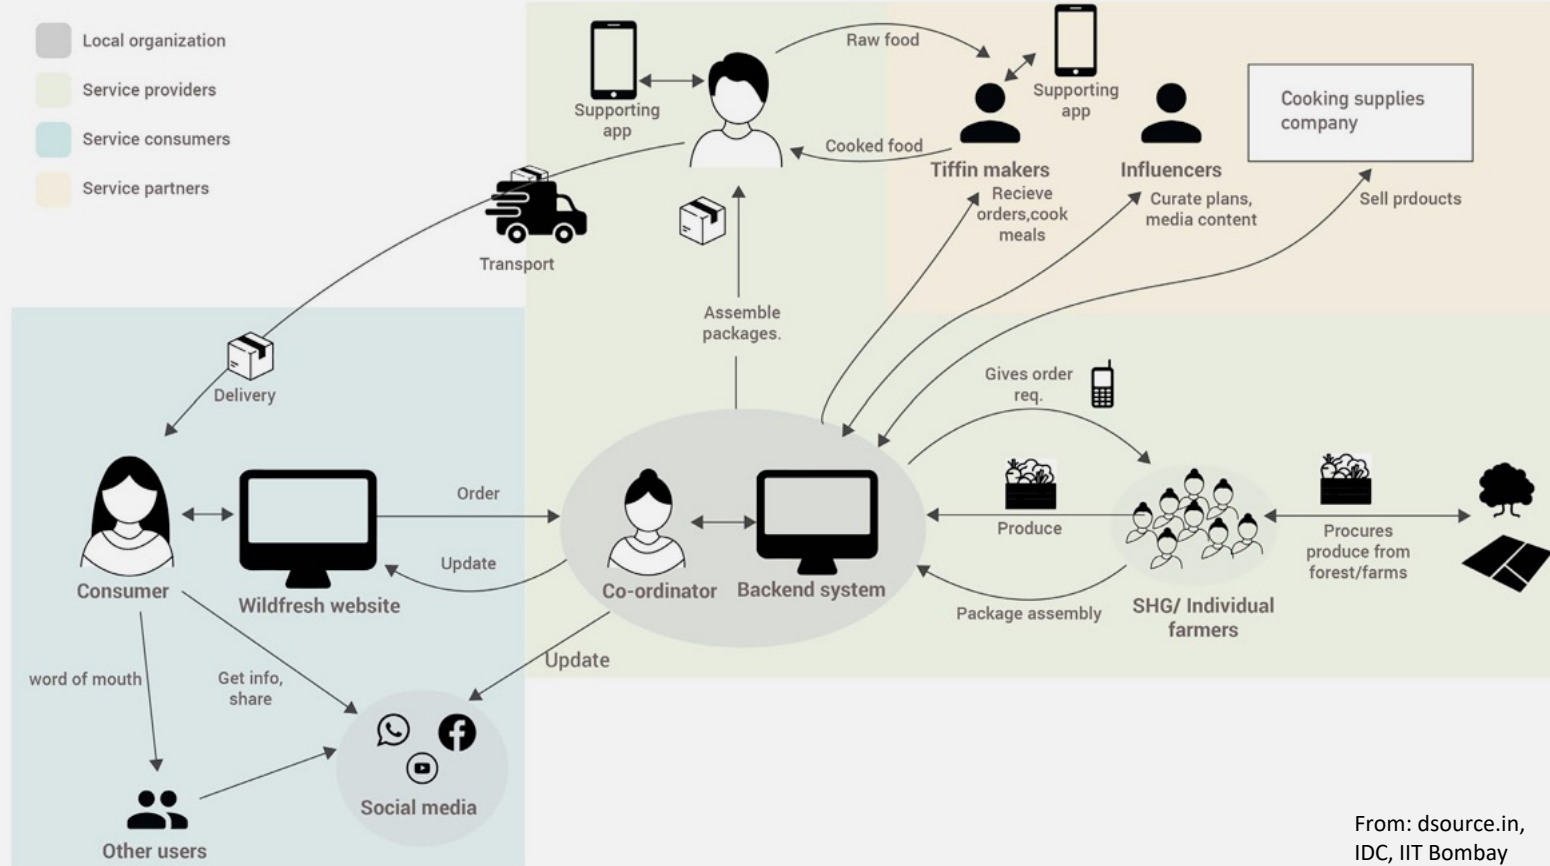 Local organization
Service providers
Service consumers
Service partners
Supporting
app
Raw food
Cooked food
Supporting
app
Tiffin makers
Recieve
orders,cook
meals
Influencers
Curate plans,
media content
Cooking supplies
company
Sell prdoucts
Transport
Assemble
packages.
Delivery
Gives order
req.
Consumer
Wildfresh website
Order
Update
Co-ordinator
Backend system
Produce
Package assembly
SHG/ Individual
farmers
Procures
produce from
forest/farms
word of mouth
Get info,
share
Update
Social media
Other users
From: dsource.in,
IDC, IIT Bombay